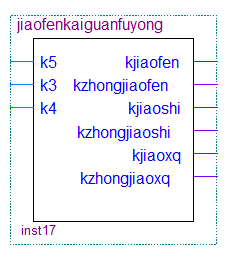 jiaofenkaiguanfuyong
k5 kjiaofen
k3 kzhongjiaofen
k4 kjiaoshi
kzhongjiaoshi
kjiaoxq
kzhongjiaoxq
inst17